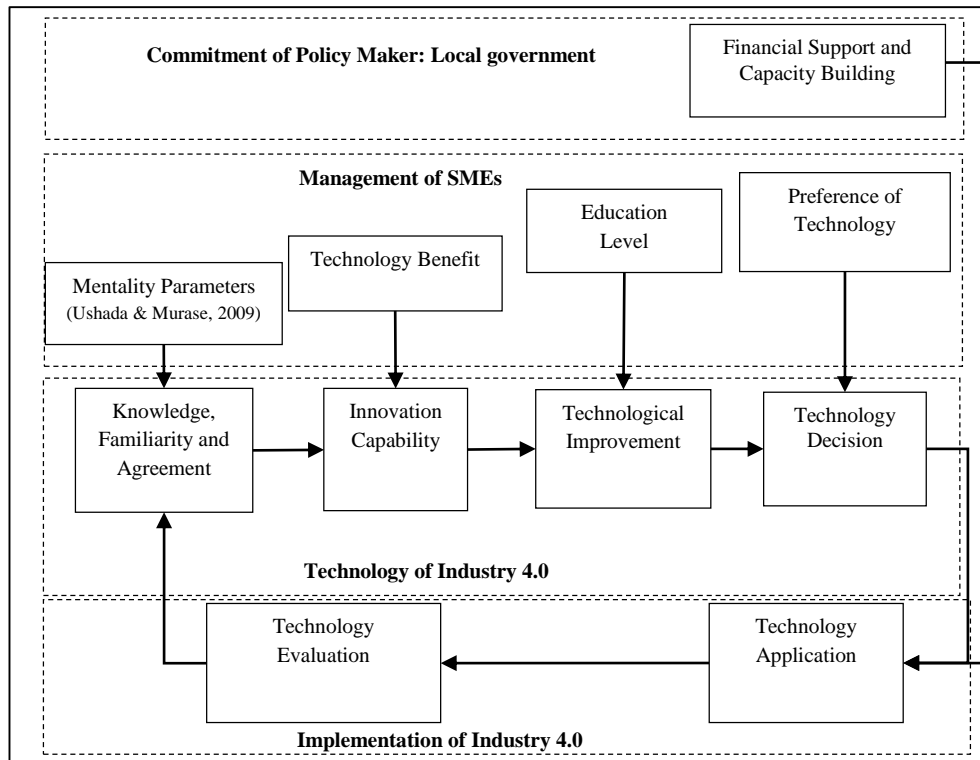 Commitment of Policy Maker: Local government
Financial Support and
Capacity Building
Management of SMEs
Mentality Parameters
(Ushada & Murase, 2009)
Technology Benefit
Education
Level
Preference of
Technology
Knowledge,
Familiarity and
Agreement
Innovation
Capability
Technological
Improvement
Technology
Decision
Technology of Industry 4.0
Technology
Evaluation
Technology
Application
Implementation of Industry 4.0